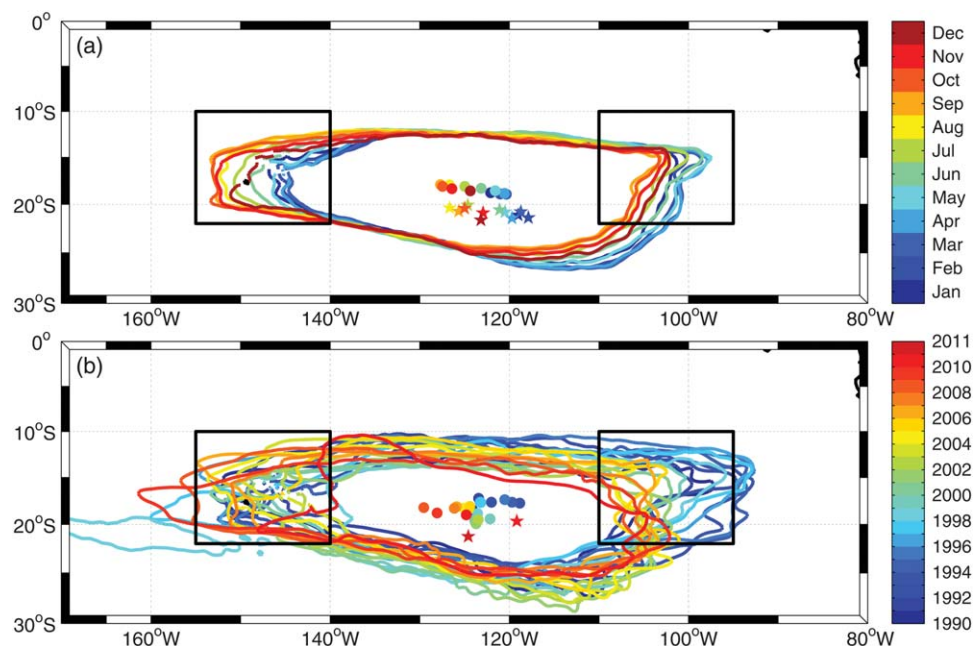 (a)
0°
10°S
20°S
30°S
160°W
140°W
120°W
100°W
80°W
Dec
Nov
Oct
Sep
Aug
Jul
Jun
May
Apr
Mar
Feb
Jan
(b)
0°
10°S
20°S
30°S
160°W
140°W
120°W
100°W
80°W
2011
2010
2008
2006
2004
2002
2000
1998
1996
1994
1992
1990